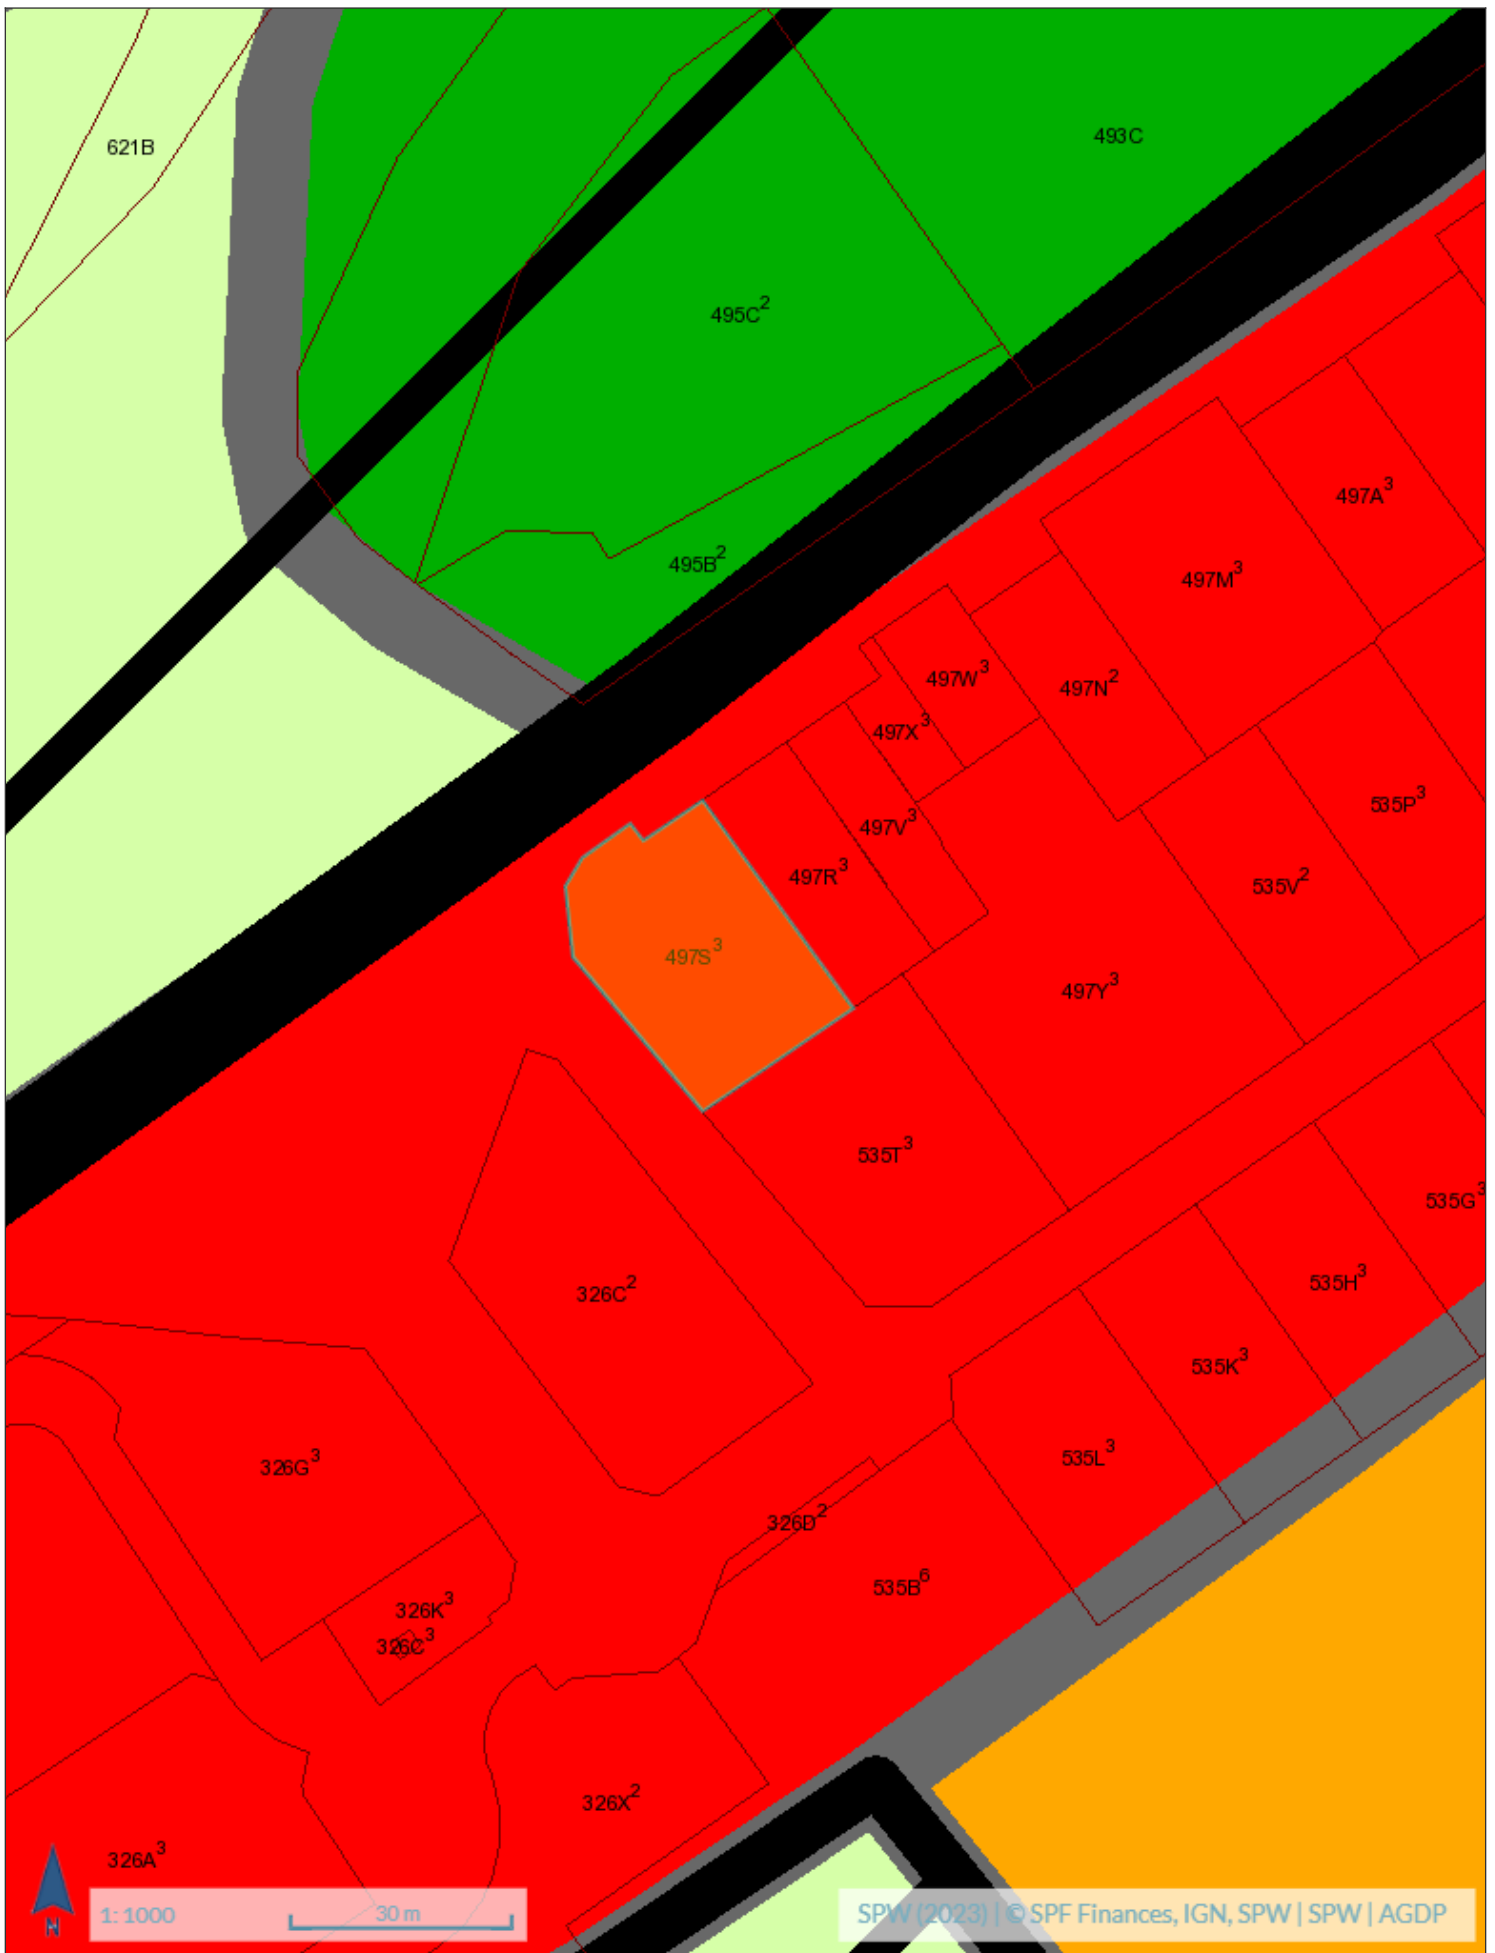 493C
621B
495C²
497A³
495B²
497M³
497W³
497N²
497X³
535P³
497V³
497R³
535V²
497S³
497Y³
535T³
535G³
535H³
326C²
535K³
535L³
326G³
326D²
535B⁶
326K³
326C³
326X²
326A³
1: 1000
30 m
N
SPW (2023) | © SPF Finances, IGN, SPW | SPW | AGDP